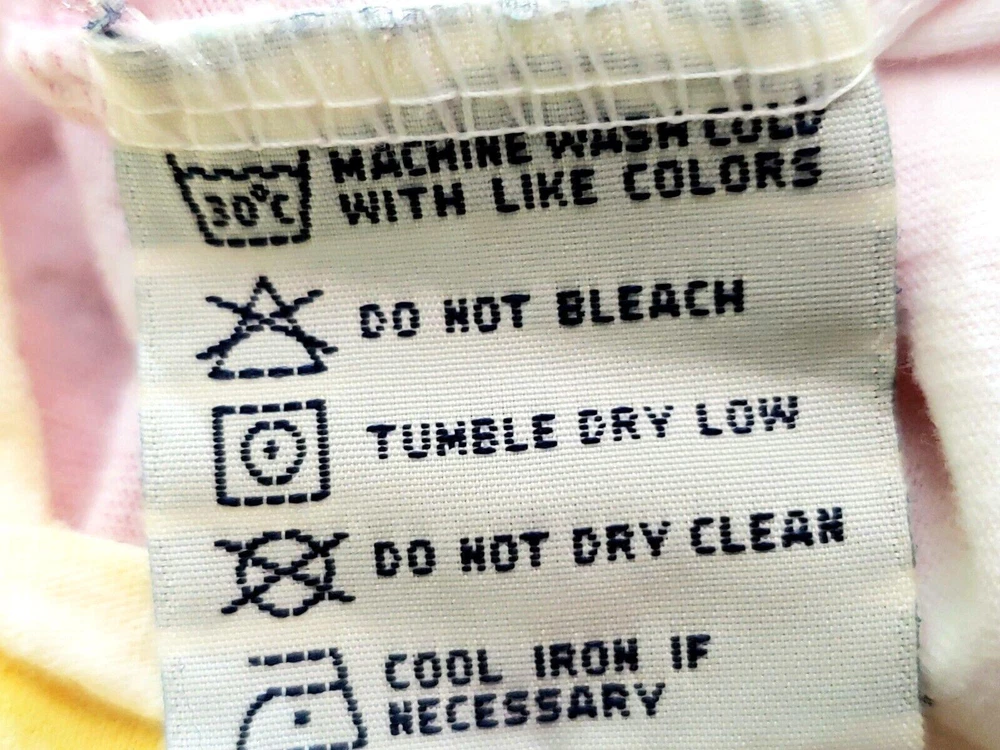 MACHINE WASH COLD
30°C WITH LIKE COLORS
DO NOT BLEACH
TUMBLE DRY LOW
DO NOT DRY CLEAN
COOL IRON IF
NECESSARY